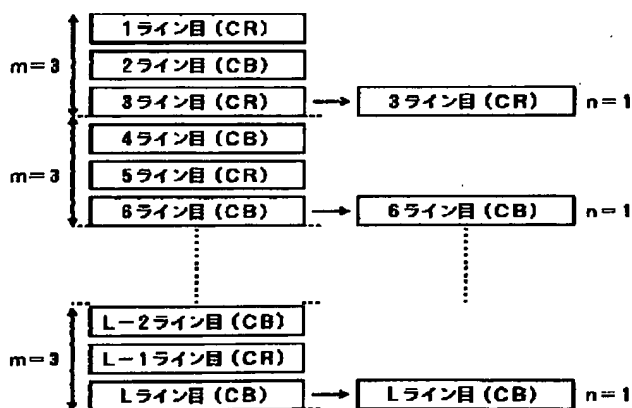 1ライン目(CR)
m=3
2ライン目(CB)
3ライン目(CR)
3ライン目(CR)
n=1
4ライン目(CB)
m=3
5ライン目(CR)
6ライン目(CB)
6ライン目(CB)
n=1
L-2ライン目(CB)
m=3
L-1ライン目(CR)
Lライン目(CB)
Lライン目(CB)
n=1